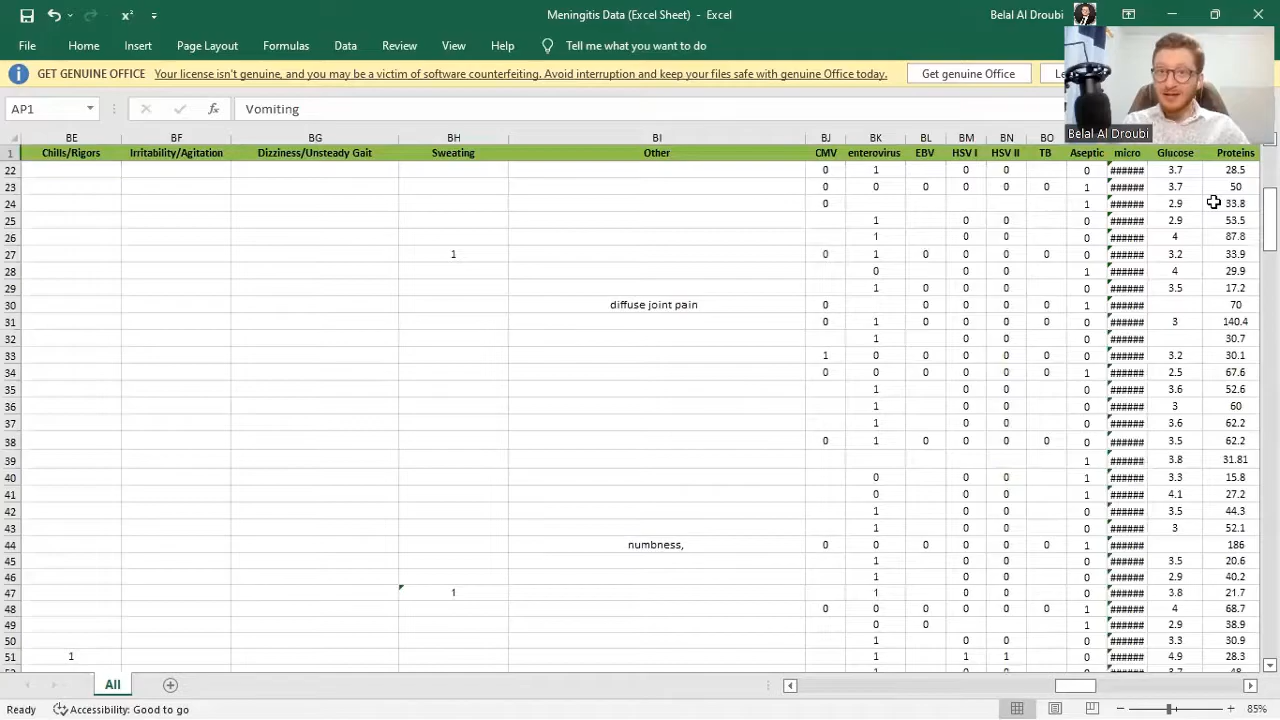 Meningitis Data (Excel Sheet) - Excel
Belal Al Droubi
x²
File Home Page Layout Formulas Data Review View Help Tell me what you want to do
GET GENUINE OFFICE Your license isn't genuine, and you may be a victim of software counterfeiting. Avoid interruption and keep your files safe with genuine Office today. Get genuine Office
AP1 fx Vomiting
Belal Al Droubi
BE BF BG BH BI BJ BK BL BM BN BO
1 Chills/Rigors Irritability/Agitation Dizziness/Unsteady Gain Sweeting Other CMV enterovirus EBV HSV I HSV II TB Aseptic micro Glucose Proteins
22 0 1 0 0 0 ###### 3.7 28.5
23 0 0 0 0 0 0 1 ###### 3.7 50
24 0 1 ###### 2.9 33.8
25 1 0 0 0 ###### 2.9 53.5
26 1 0 0 0 ###### 4 87.8
27 1 0 1 0 0 0 0 0 ###### 3.2 33.9
28 0 0 0 1 ###### 4 29.9
29 1 0 0 0 0 ###### 3.5 17.2
30 diffuse joint pain 0 0 0 0 0 0 1 ###### 70
31 0 1 0 0 0 0 0 ###### 3 140.4
32 1 0 0 0 ###### 30.7
33 1 0 0 0 0 0 0 ###### 3.2 30.1
34 0 0 0 0 0 0 1 ###### 2.5 67.6
35 1 0 0 0 ###### 3.6 52.6
36 1 0 0 0 ###### 3 60
37 1 0 0 0 ###### 3.6 62.2
38 0 0 0 0 0 0 0 ###### 3.5 62.2
39 1 ###### 3.8 31.81
40 0 0 0 1 ###### 3.3 15.8
41 0 0 0 1 ###### 4.1 27.2
42 1 0 0 0 ###### 3.5 44.3
43 1 0 0 0 ###### 3 52.1
44 numbness, 0 0 0 0 0 0 1 ###### 186
45 1 0 0 0 ###### 3.5 20.6
46 1 0 0 0 ###### 2.9 40.2
47 1 1 0 0 0 ###### 3.8 21.7
48 0 0 0 0 0 0 1 ###### 4 68.7
49 0 0 1 ###### 2.9 38.9
50 1 0 0 0 ###### 3.3 30.9
51 1 1 1 1 0 ###### 4.9 28.3
All
Ready Accessibility: Good to go 85%